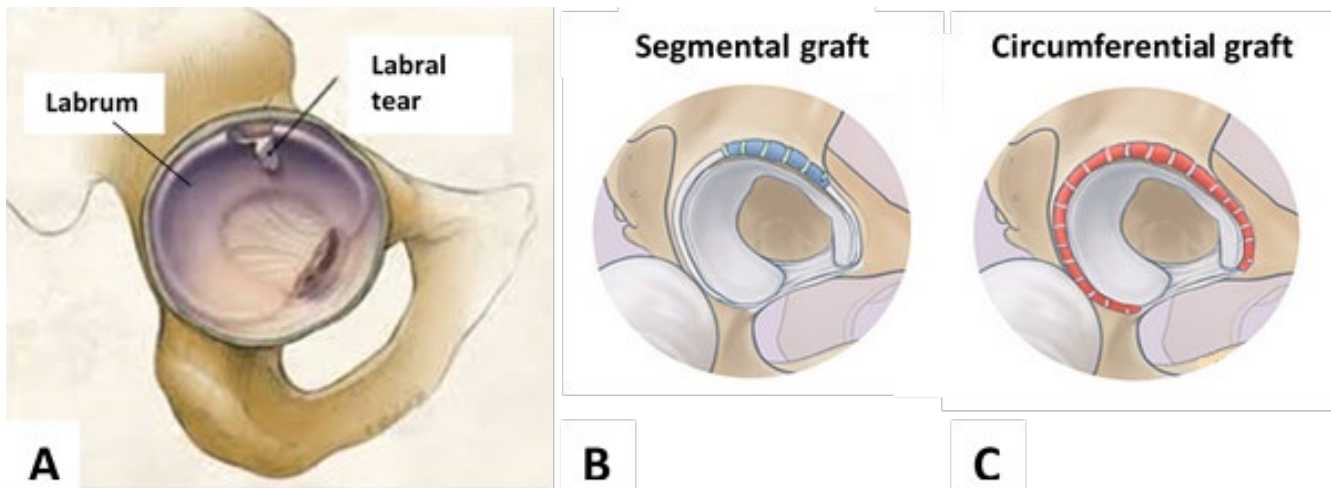 Labrum
Labral
tear
A
Segmental graft
B
Circumferential graft
C